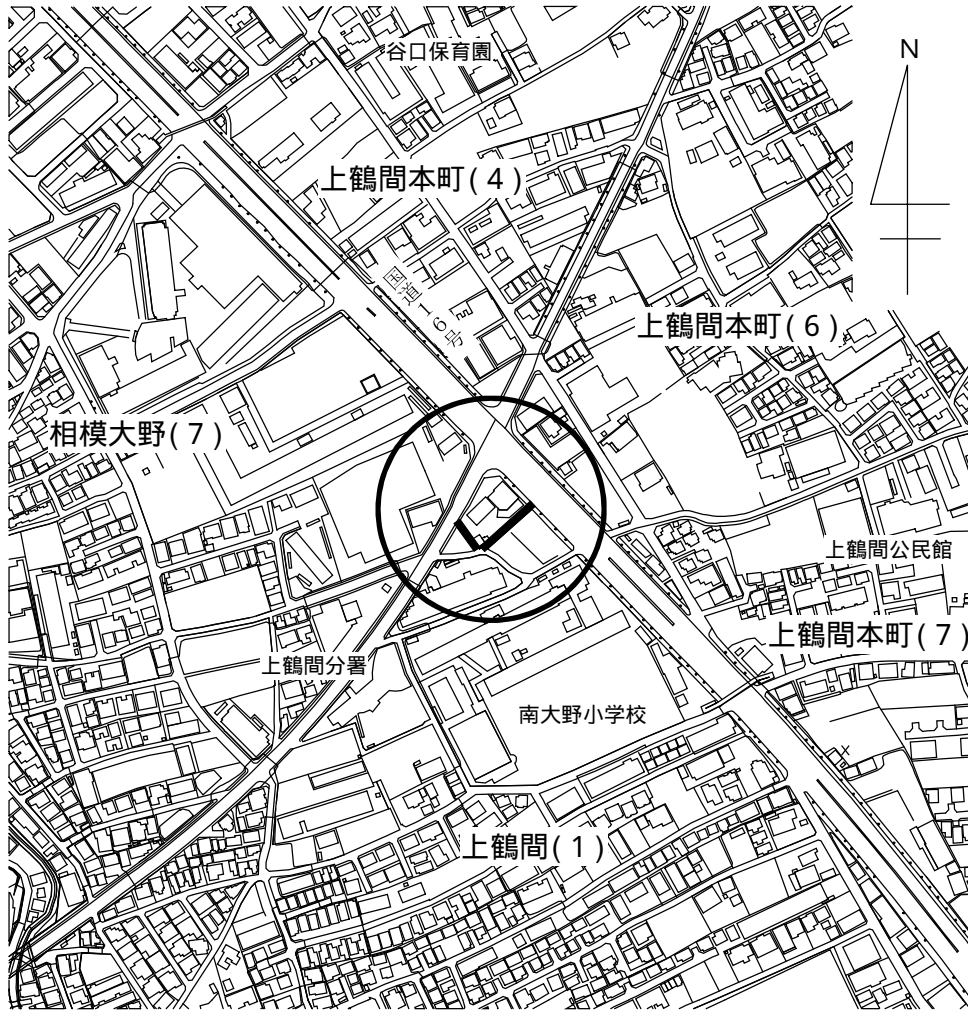 谷口保育園
N
上鶴間本町(4)
国道16号
上鶴間本町(6)
相模大野(7)
上鶴間公民館
上鶴間本町(7)
上鶴間分署
南大野小学校
上鶴間(1)